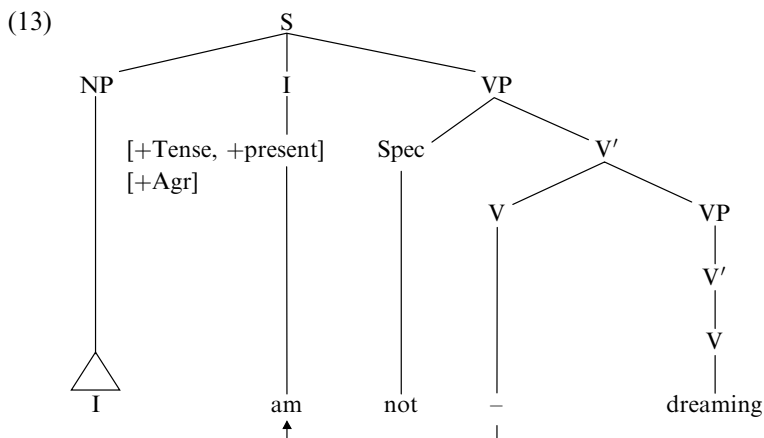 (13)
S
NP I VP
[+Tense, +present] Spec V′
[+Agr]
V VP
V′
V
I am not – dreaming